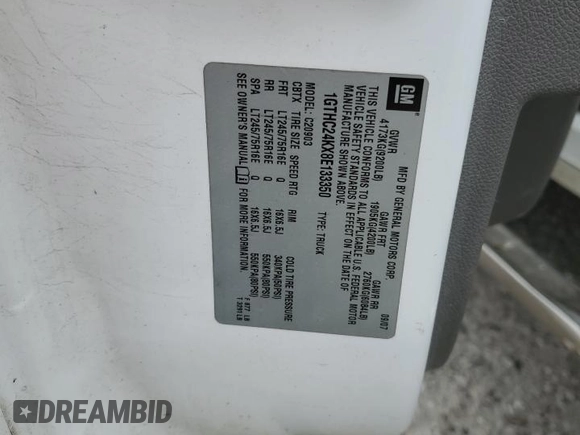 GM
MFD BY GENERAL MOTORS CORP. 09/07
GVWR GAWR FRT GAWR RR
4173KG(9200LB) 1905KG(4200LB) 2760KG(6084LB)
THIS VEHICLE CONFORMS TO ALL APPLICABLE U.S. FEDERAL MOTOR
VEHICLE SAFETY STANDARDS IN EFFECT ON THE DATE OF
MANUFACTURE SHOWN ABOVE.
1GTHC24KX8E133350 TYPE: TRUCK
MODEL: C20903
CBTX TIRE SIZE SPEED RTG RIM COLD TIRE PRESSURE
FRT LT245/75R16E Q 16X6.5J 340KPA(50PSI)
RR LT245/75R16E Q 16X6.5J 550KPA(80PSI)
SPA LT245/75R16E Q 16X6.5J 550KPA(80PSI)
SEE OWNER'S MANUAL
DREAMBID